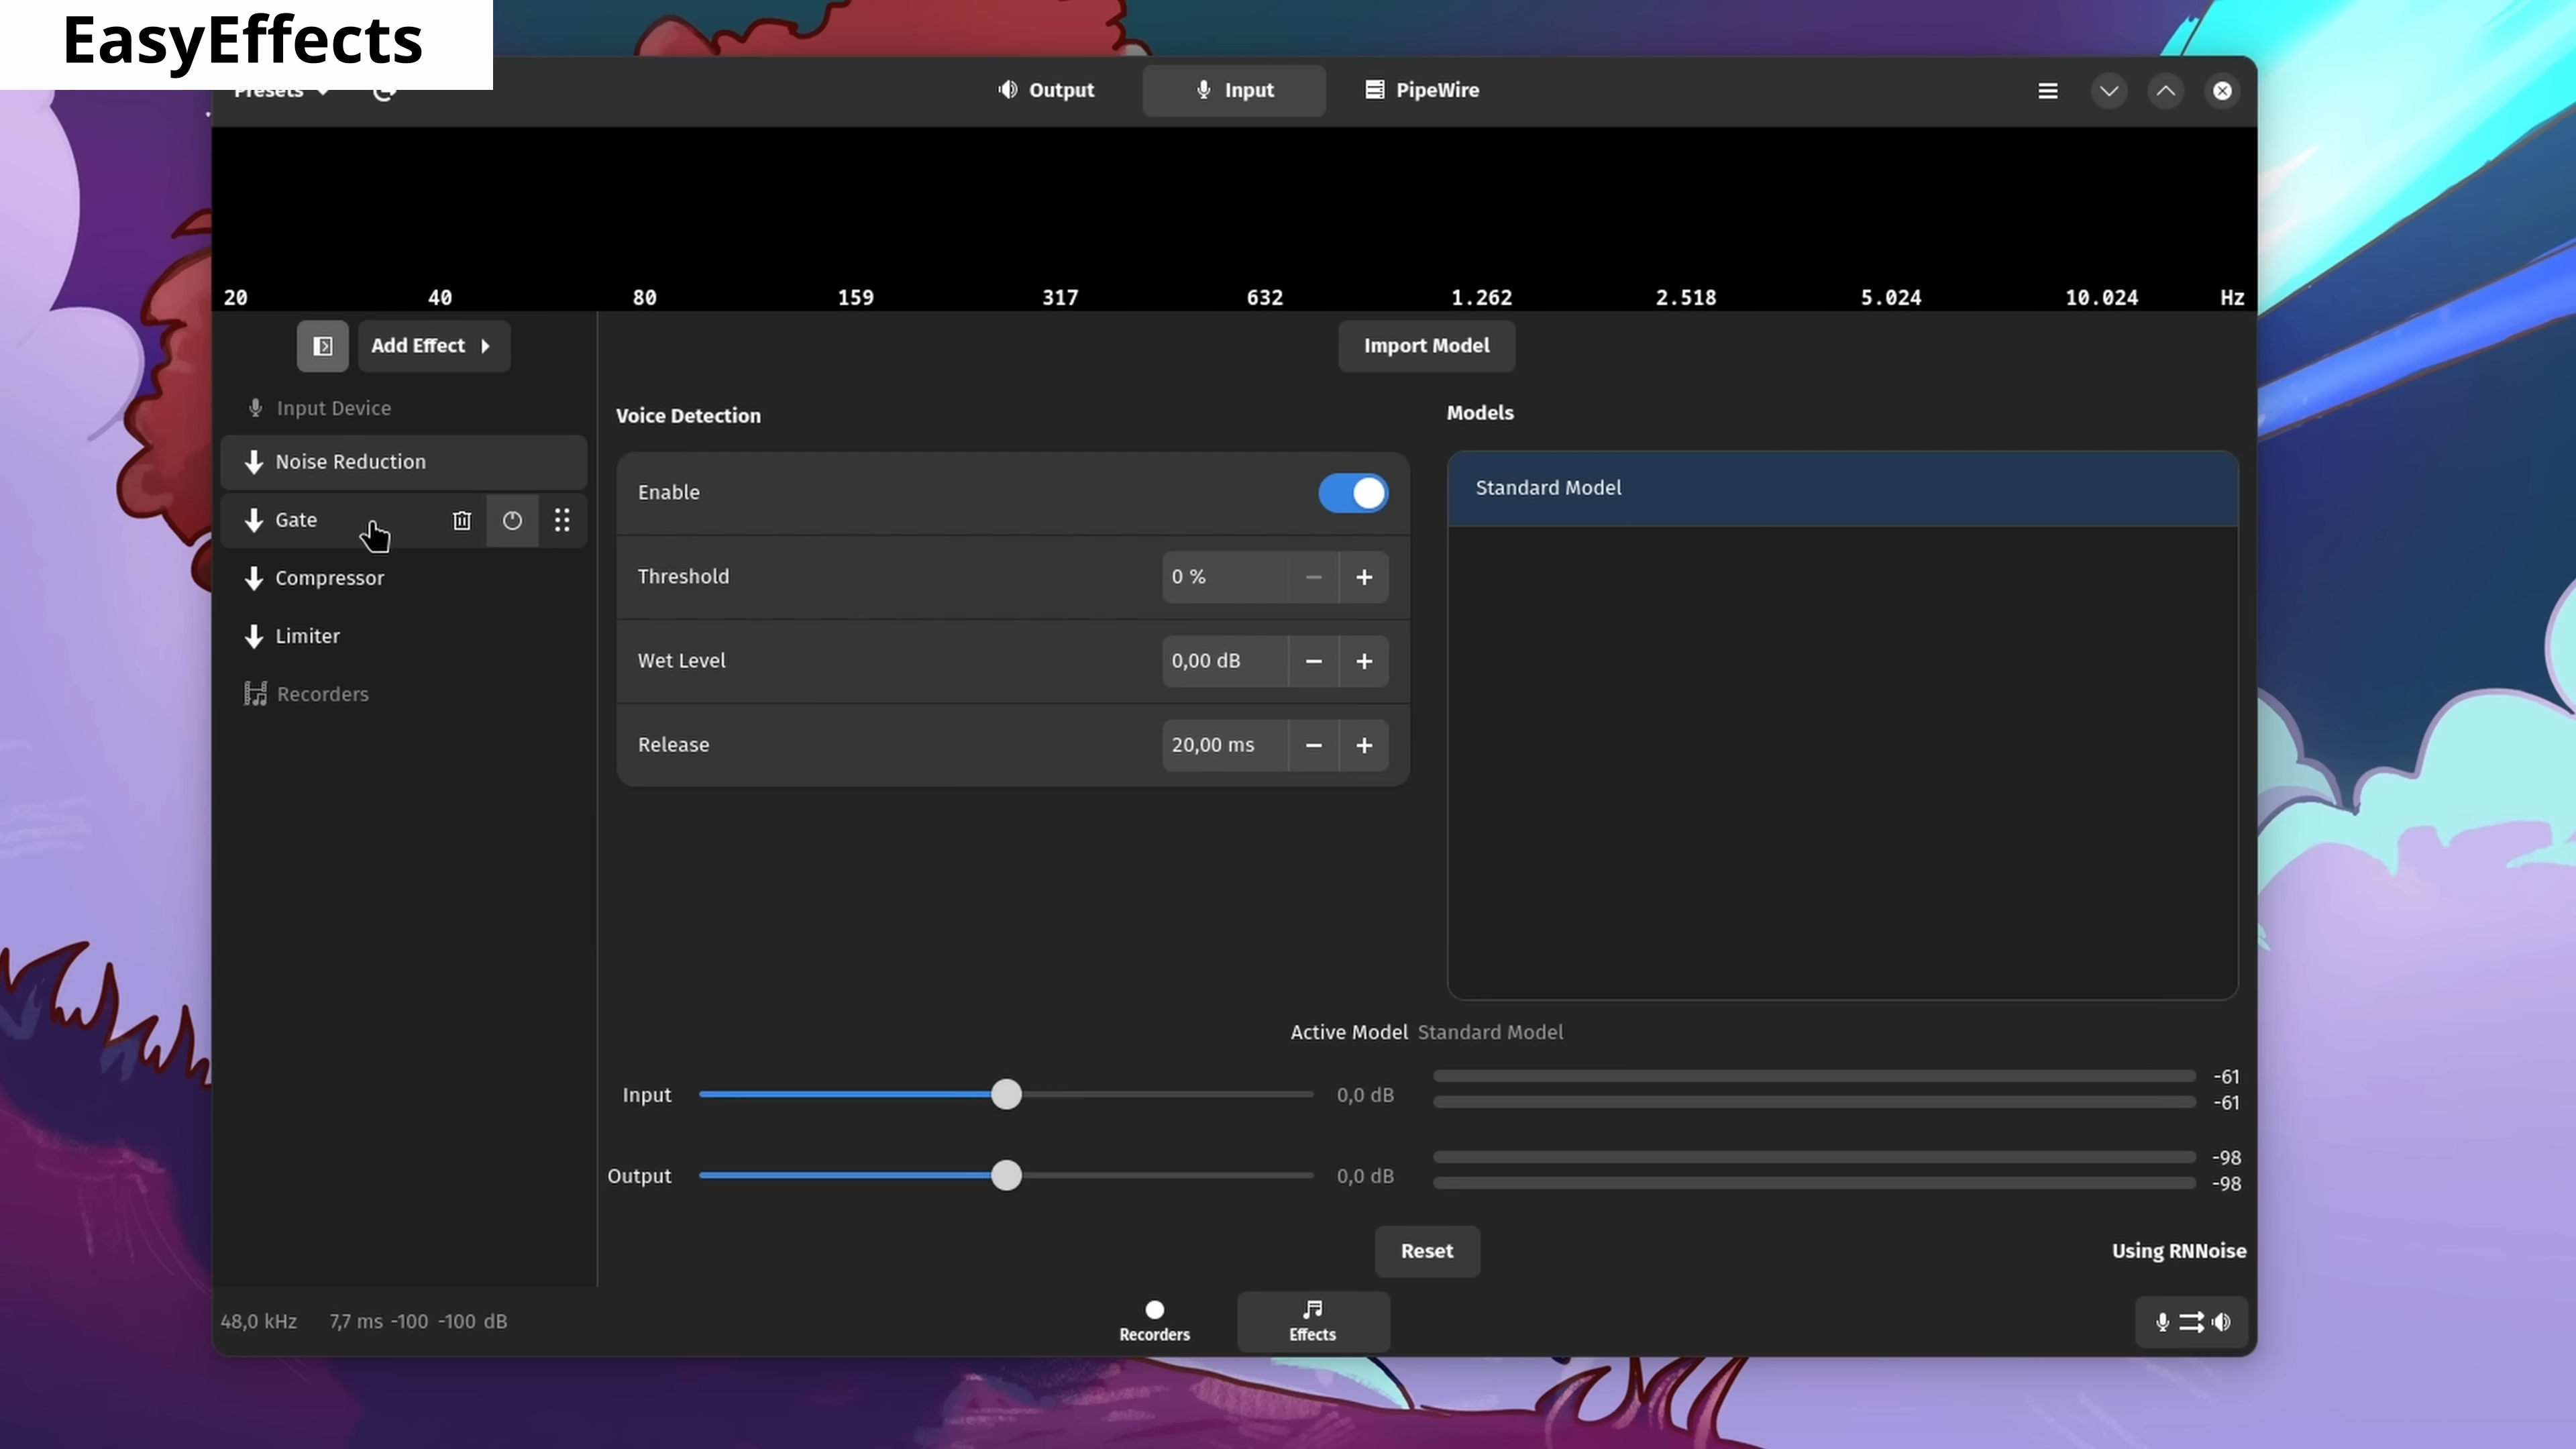 EasyEffects
Presets
Output
Input
PipeWire
20 40 80 159 317 632 1.262 2.518 5.024 10.024 Hz
Add Effect
Import Model
Input Device
Noise Reduction
Gate
Compressor
Limiter
Recorders
Voice Detection
Enable
Threshold 0 %
Wet Level 0,00 dB
Release 20,00 ms
Models
Standard Model
Active Model Standard Model
Input 0,0 dB -61
-61
Output 0,0 dB -98
-98
Reset
Using RNNoise
48,0 kHz 7,7 ms -100 -100 dB
Recorders
Effects